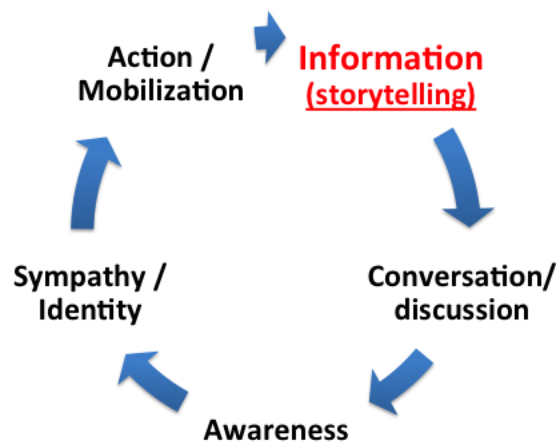 Information
(storytelling)
Conversation/
discussion
Awareness
Sympathy /
Identity
Action /
Mobilization